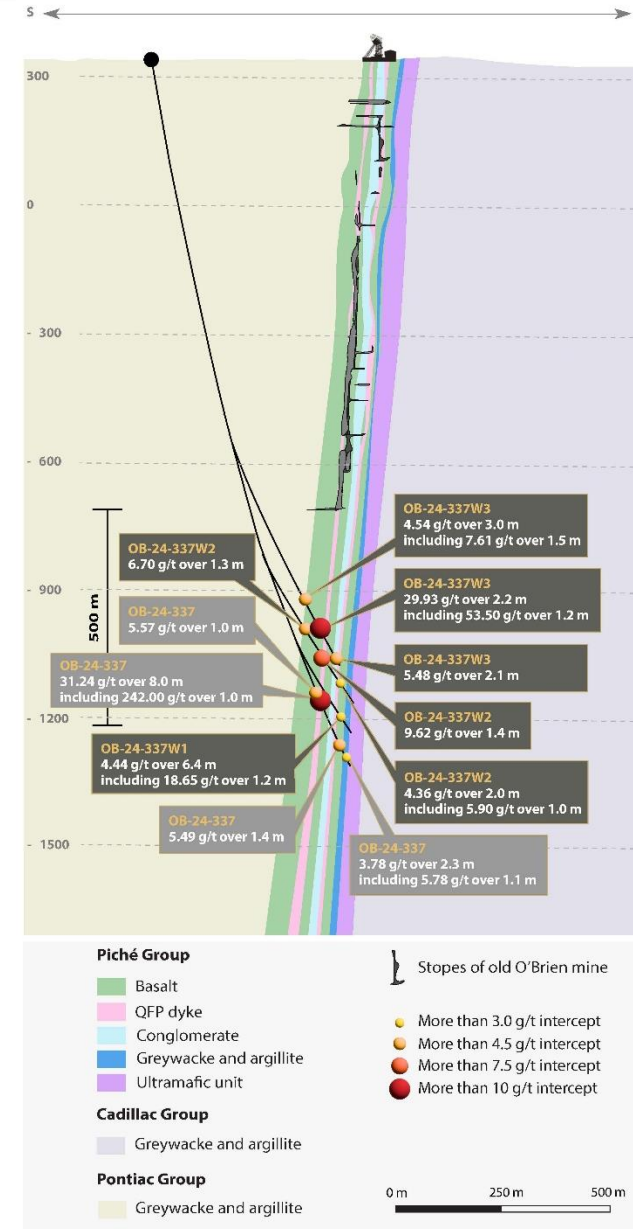 S
300
0
- 300
- 600
- 900
- 1200
- 1500
500 m
OB-24-337W3
4.54 g/t over 3.0 m
including 7.61 g/t over 1.5 m
OB-24-337W2
6.70 g/t over 1.3 m
OB-24-337W3
29.93 g/t over 2.2 m
including 53.50 g/t over 1.2 m
OB-24-337
5.57 g/t over 1.0 m
OB-24-337W3
5.48 g/t over 2.1 m
OB-24-337
31.24 g/t over 8.0 m
including 242.00 g/t over 1.0 m
OB-24-337W2
9.62 g/t over 1.4 m
OB-24-337W1
4.44 g/t over 6.4 m
including 18.65 g/t over 1.2 m
OB-24-337W2
4.36 g/t over 2.0 m
including 5.90 g/t over 1.0 m
OB-24-337
5.49 g/t over 1.4 m
OB-24-337
3.78 g/t over 2.3 m
including 5.78 g/t over 1.1 m
Piché Group
Basalt
QFP dyke
Conglomerate
Greywacke and argillite
Ultramafic unit
Cadillac Group
Greywacke and argillite
Pontiac Group
Greywacke and argillite
Stopes of old O'Brien mine
More than 3.0 g/t intercept
More than 4.5 g/t intercept
More than 7.5 g/t intercept
More than 10 g/t intercept
0 m 250 m 500 m